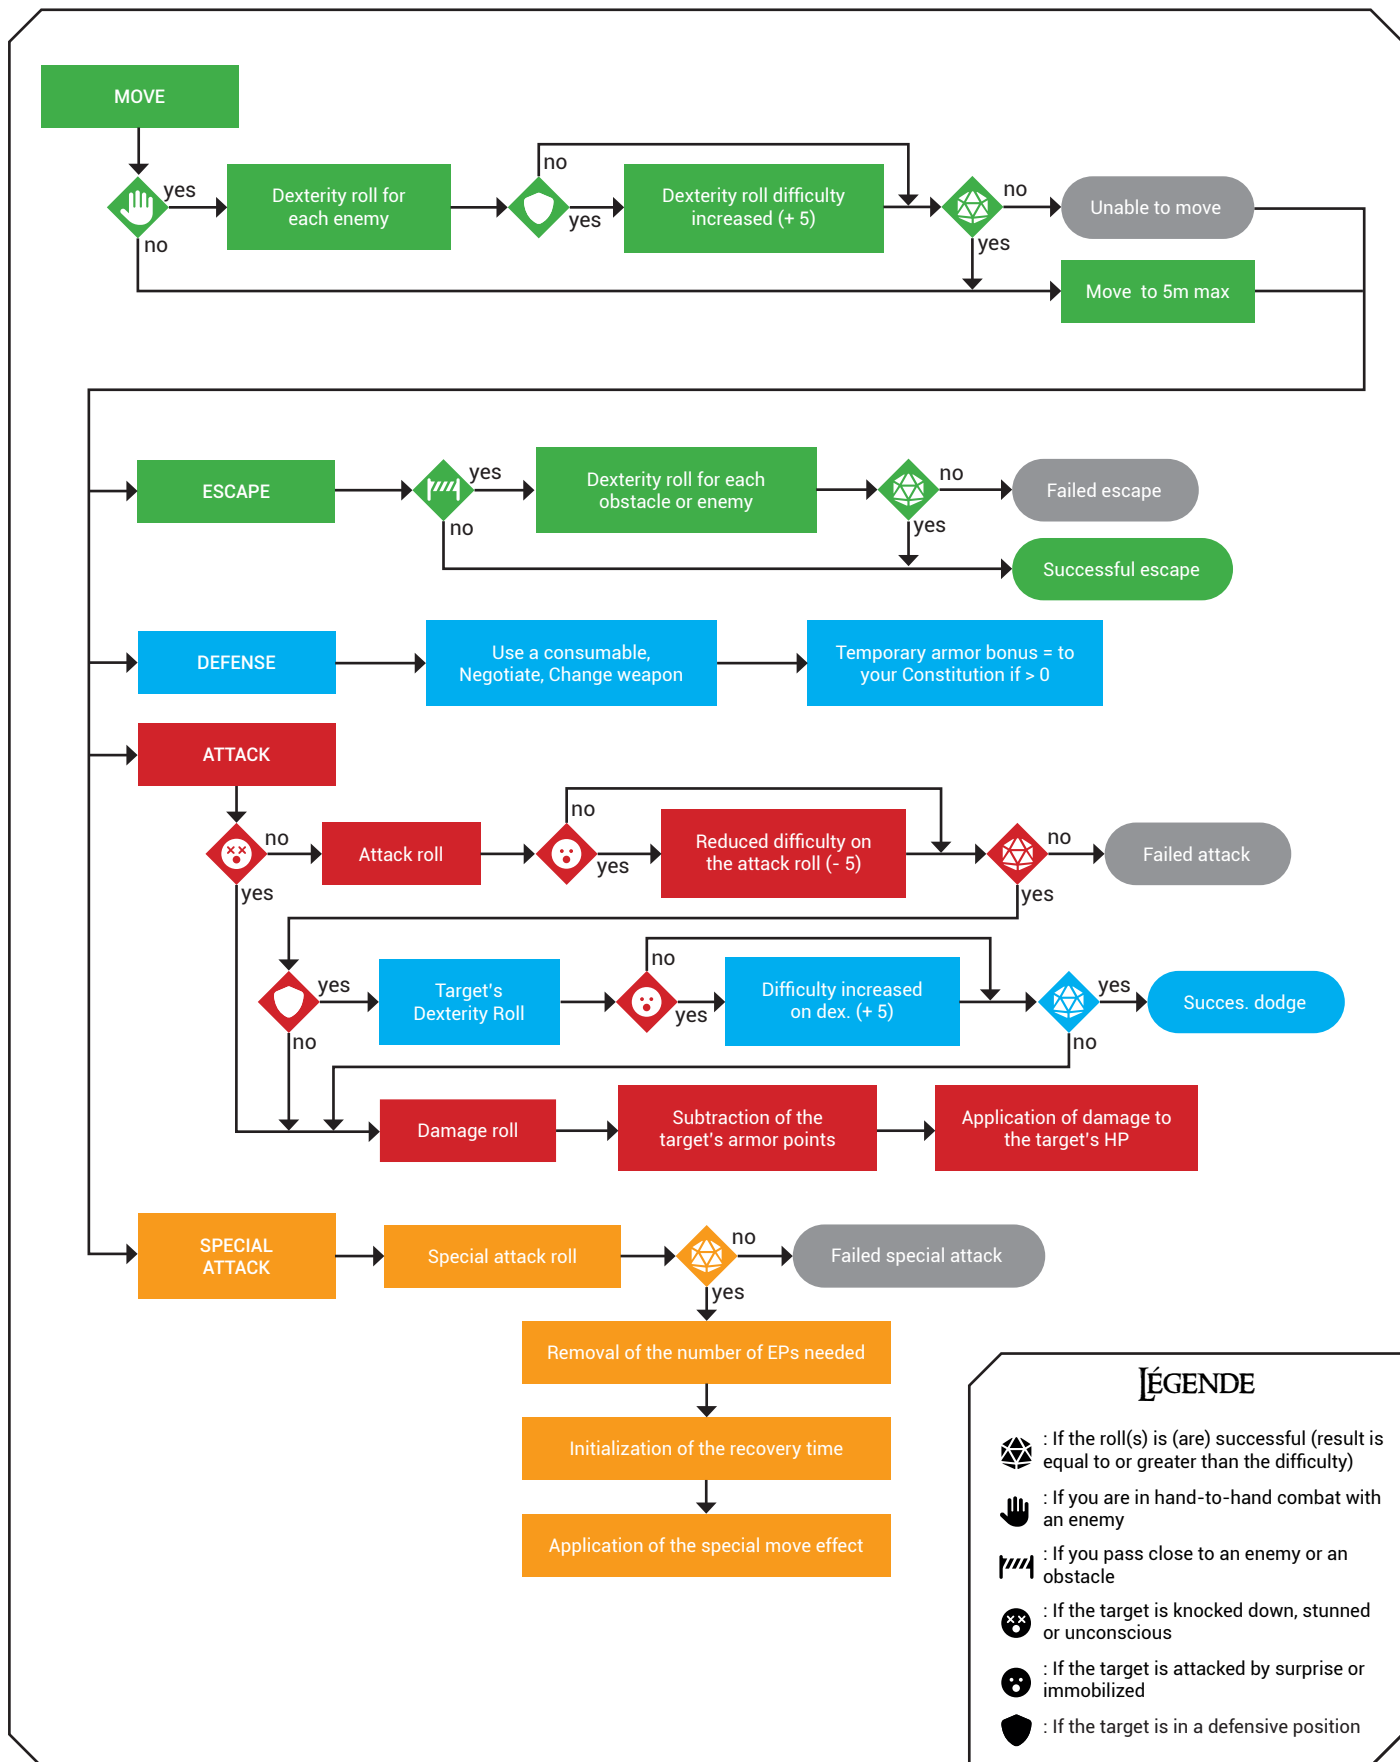 MOVE
no
yes
Dexterity roll for
each enemy
yes
Dexterity roll difficulty
increased (+ 5)
no
Unable to move
no
yes
Move to 5m max
ESCAPE
yes
Dexterity roll for each
obstacle or enemy
no
Failed escape
no
yes
Successful escape
DEFENSE
Use a consumable,
Negotiate, Change weapon
Temporary armor bonus = to
your Constitution if > 0
ATTACK
no
no
Attack roll
yes
Reduced difficulty on
the attack roll (- 5)
no
Failed attack
yes
yes
no
yes
Target's
Dexterity Roll
yes
Difficulty increased
on dex. (+ 5)
yes
Succes. dodge
no
no
Damage roll
Subtraction of the
target's armor points
Application of damage to
the target's HP
SPECIAL
ATTACK
Special attack roll
no
Failed special attack
yes
Removal of the number of EPs needed
Initialization of the recovery time
Application of the special move effect
LÉGENDE
: If the roll(s) is (are) successful (result is
equal to or greater than the difficulty)
: If you are in hand-to-hand combat with
an enemy
: If you pass close to an enemy or an
obstacle
: If the target is knocked down, stunned
or unconscious
: If the target is attacked by surprise or
immobilized
: If the target is in a defensive position